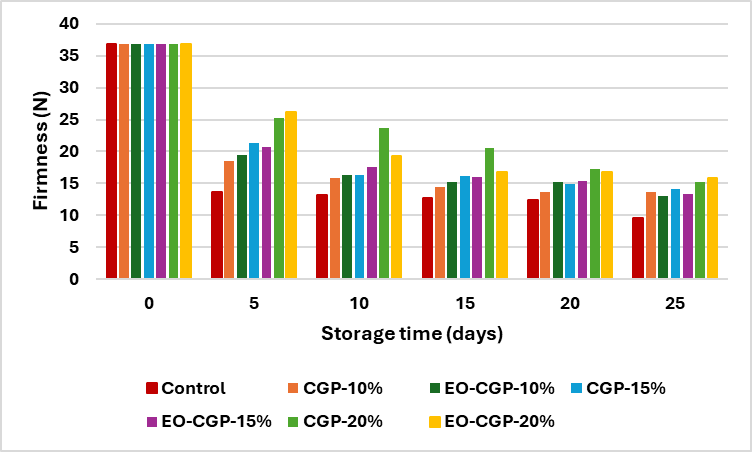 40
35
30
25
20
15
10
5
0
Firmness (N)
0 5 10 15 20 25
Storage time (days)
Control CGP-10% EO-CGP-10% CGP-15%
EO-CGP-15% CGP-20% EO-CGP-20%